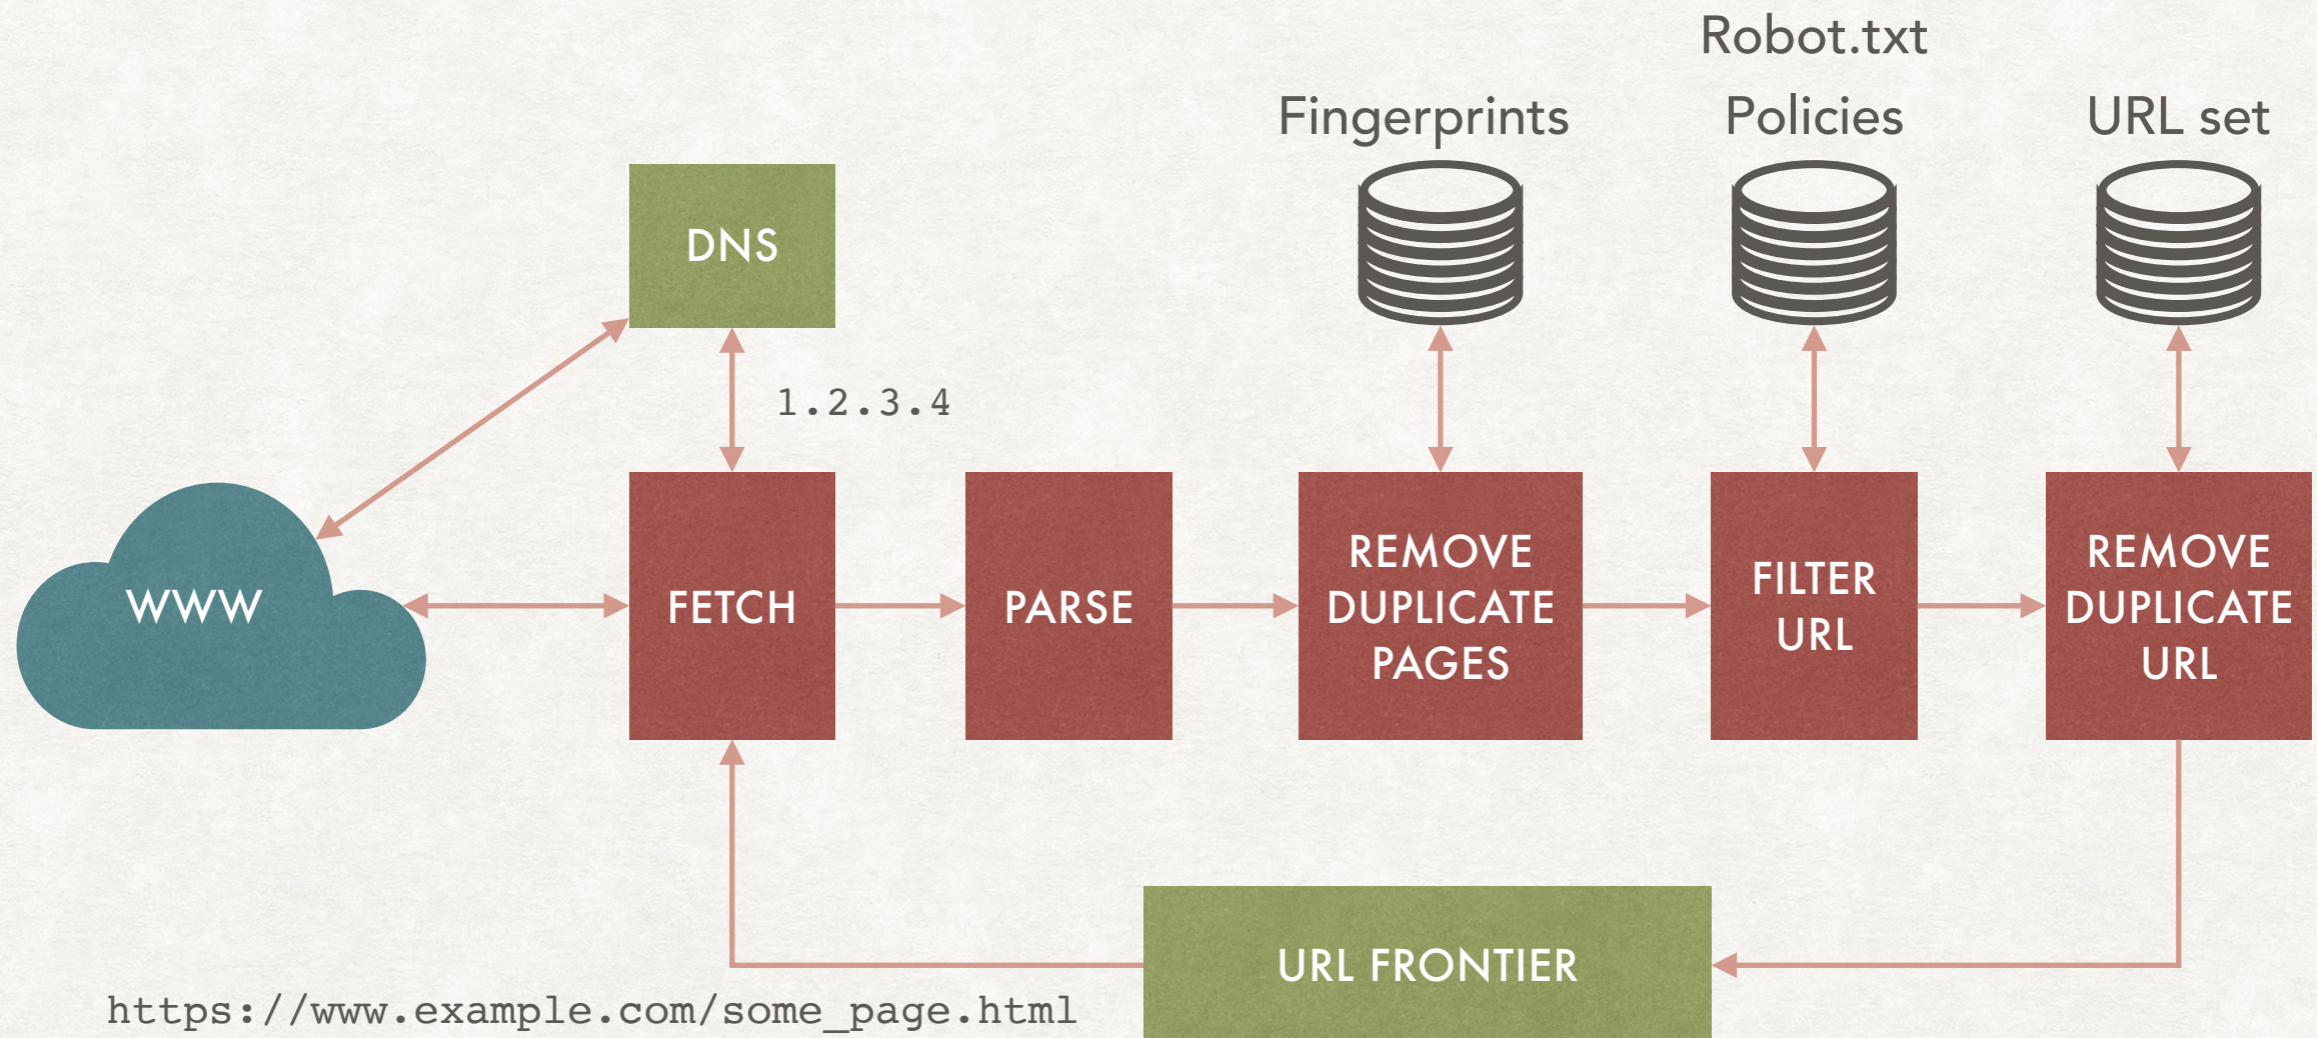 Robot.txt
Fingerprints
Policies
URL set
DNS
1.2.3.4
WWW
FETCH
PARSE
REMOVE
DUPLICATE
PAGES
FILTER
URL
REMOVE
DUPLICATE
URL
URL FRONTIER
https://www.example.com/some_page.html